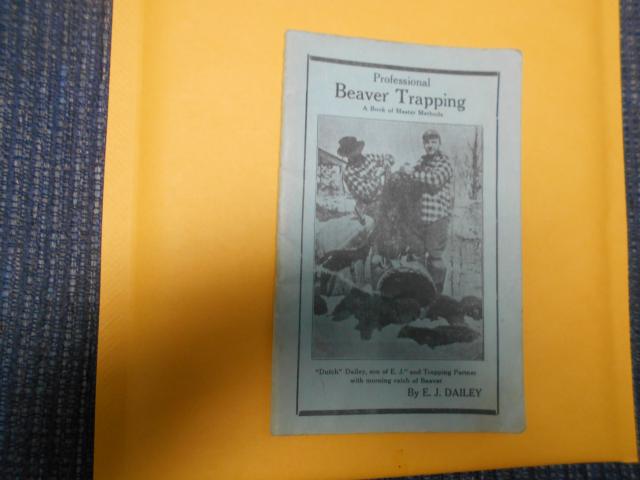 Professional
Beaver Trapping
A Book of Master Methods
"Dutch" Dailey, son of E. J." and Trapping Partner
with morning catch of Beaver
By E. J. DAILEY